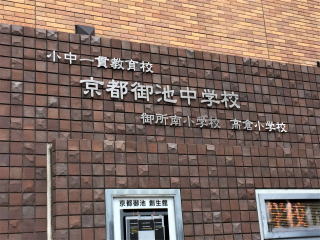 小中一貫教育校
京都御池中学校
御所南小学校 高倉小学校
京都御池 創生館